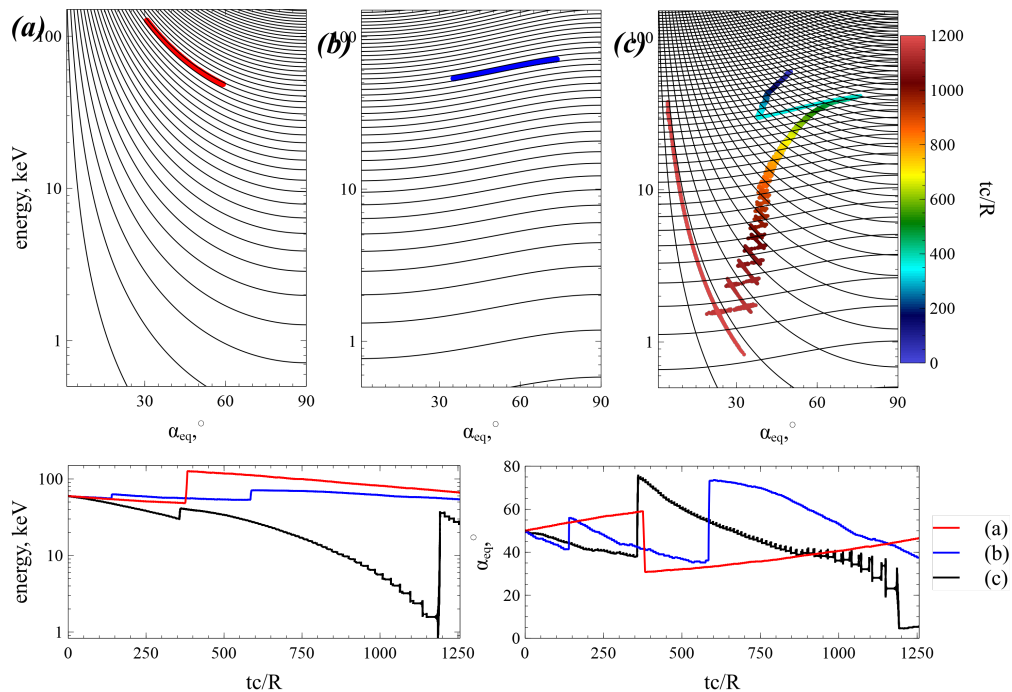 (a) (b) (c)
100 100 100 1200
1000
10 10 10 800
600
400
1 1 1 200
0
energy, keV
tc/R
30 60 90 30 60 90 30 60 90
αeq,° αeq,° αeq,°
100 80
60
10 40
20
1 0
energy, keV
αeq,°
0 250 500 750 1000 1250 0 250 500 750 1000 1250
tc/R tc/R
(a)
(b)
(c)